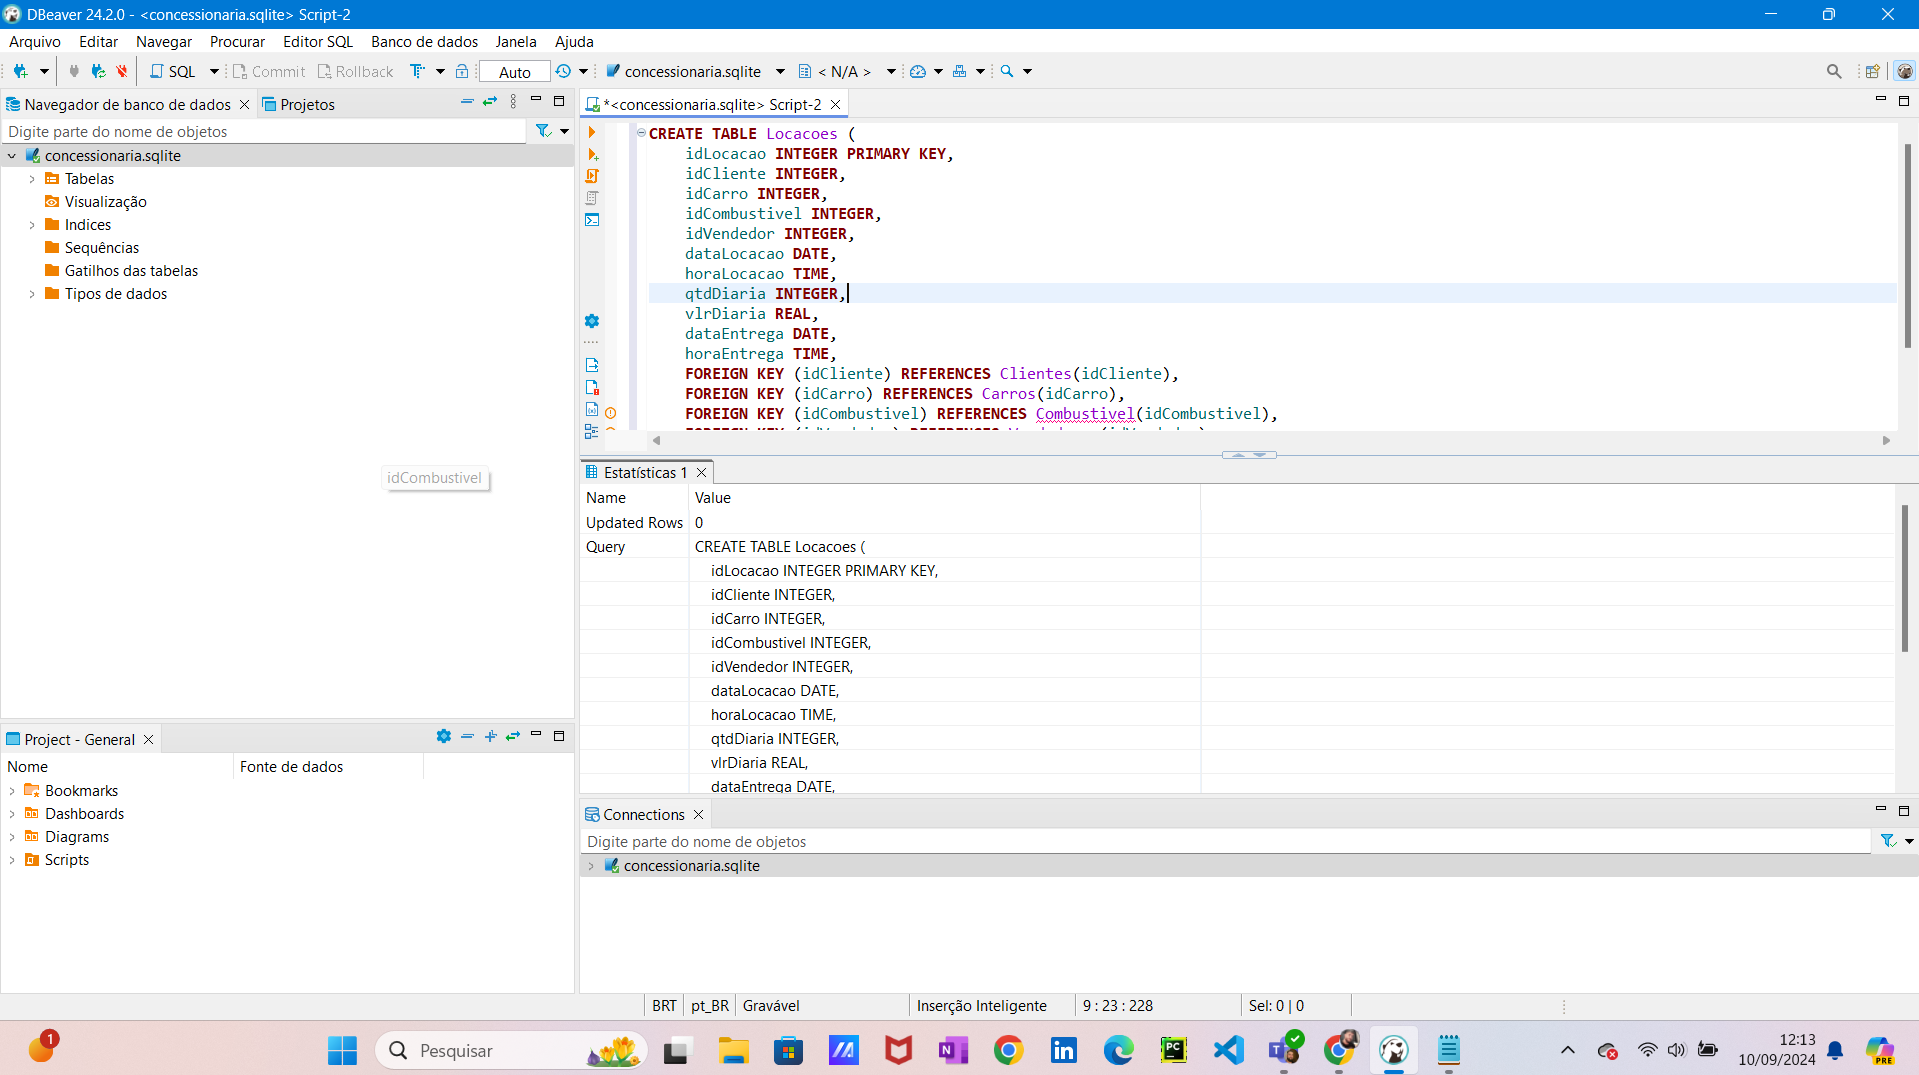 DBeaver 24.2.0 - <concessionaria.sqlite> Script-2
Arquivo Editar Navegar Procurar Editor SQL Banco de dados Janela Ajuda
SQL Commit Rollback Auto concessionaria.sqlite < N/A >
Navegador de banco de dados Projetos
Digite parte do nome de objetos
concessionaria.sqlite
Tabelas
Visualização
Indices
Sequências
Gatilhos das tabelas
Tipos de dados
idCombustivel
Project - General
Nome Fonte de dados
Bookmarks
Dashboards
Diagrams
Scripts
*<concessionaria.sqlite> Script-2
CREATE TABLE Locacoes (
idLocacao INTEGER PRIMARY KEY,
idCliente INTEGER,
idCarro INTEGER,
idCombustivel INTEGER,
idVendedor INTEGER,
dataLocacao DATE,
horaLocacao TIME,
qtdDiaria INTEGER,
vlrDiaria REAL,
dataEntrega DATE,
horaEntrega TIME,
FOREIGN KEY (idCliente) REFERENCES Clientes(idCliente),
FOREIGN KEY (idCarro) REFERENCES Carros(idCarro),
FOREIGN KEY (idCombustivel) REFERENCES Combustivel(idCombustivel),
Estatísticas 1
Name Value
Updated Rows 0
Query CREATE TABLE Locacoes (
idLocacao INTEGER PRIMARY KEY,
idCliente INTEGER,
idCarro INTEGER,
idCombustivel INTEGER,
idVendedor INTEGER,
dataLocacao DATE,
horaLocacao TIME,
qtdDiaria INTEGER,
vlrDiaria REAL,
dataEntrega DATE,
Connections
Digite parte do nome de objetos
concessionaria.sqlite
BRT pt_BR Gravável Inserção Inteligente 9 : 23 : 228 Sel: 0 | 0
1
Pesquisar
N
PC
PRE
12:13
10/09/2024